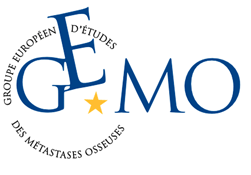 GROUPE EUROPÉEN D'ÉTUDES
GEMO
DES MÉTASTASES OSSEUSES